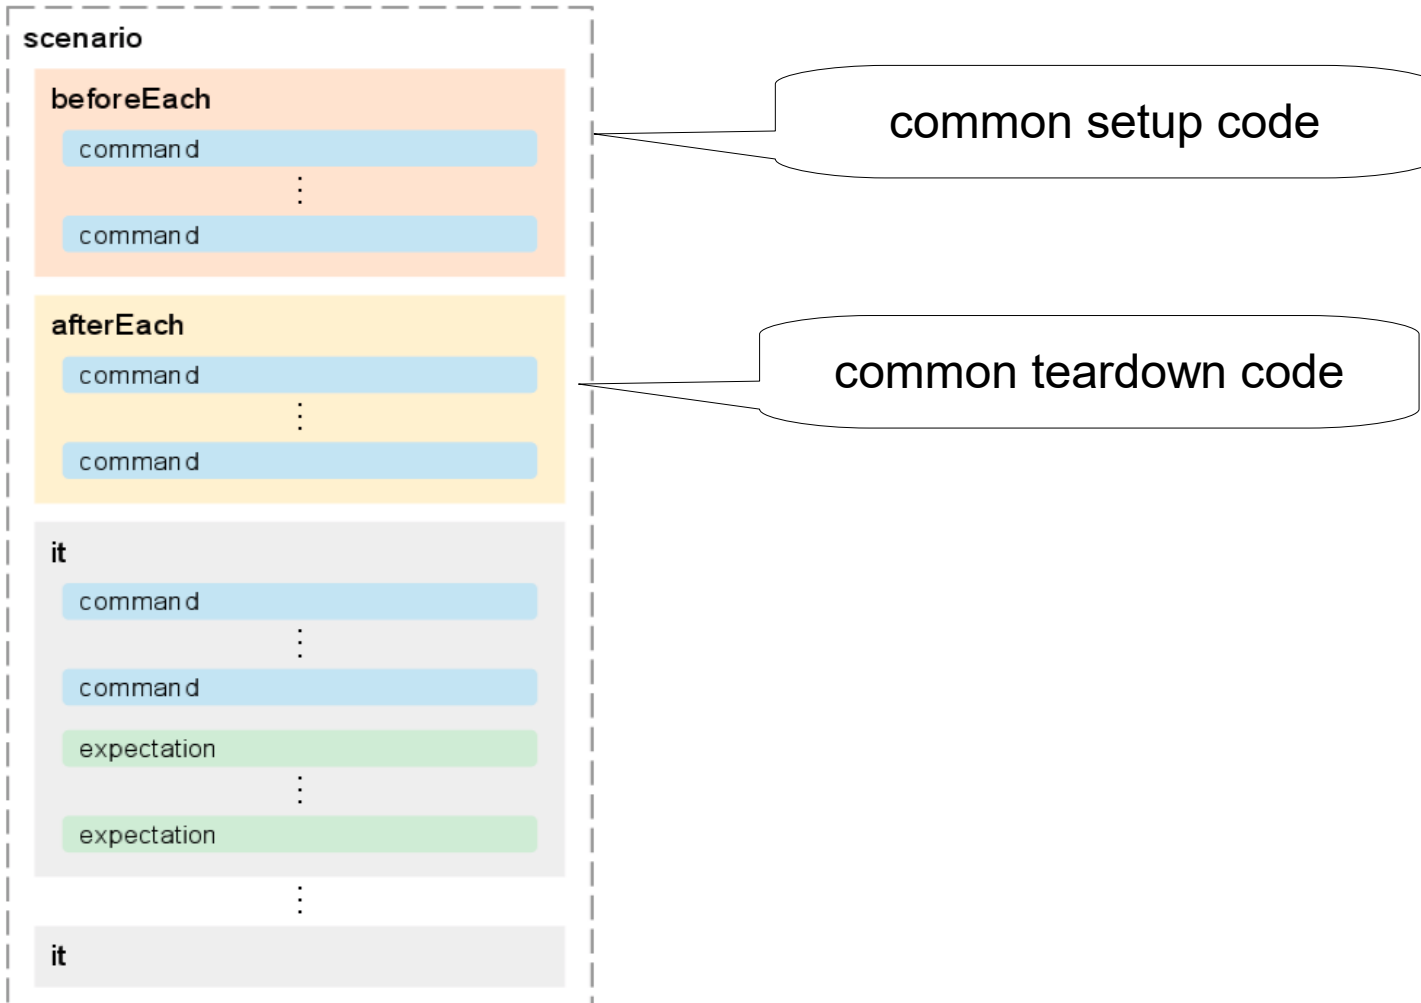 scenario
beforeEach
command
command
common setup code
afterEach
command
command
common teardown code
it
command
command
expectation
expectation
it